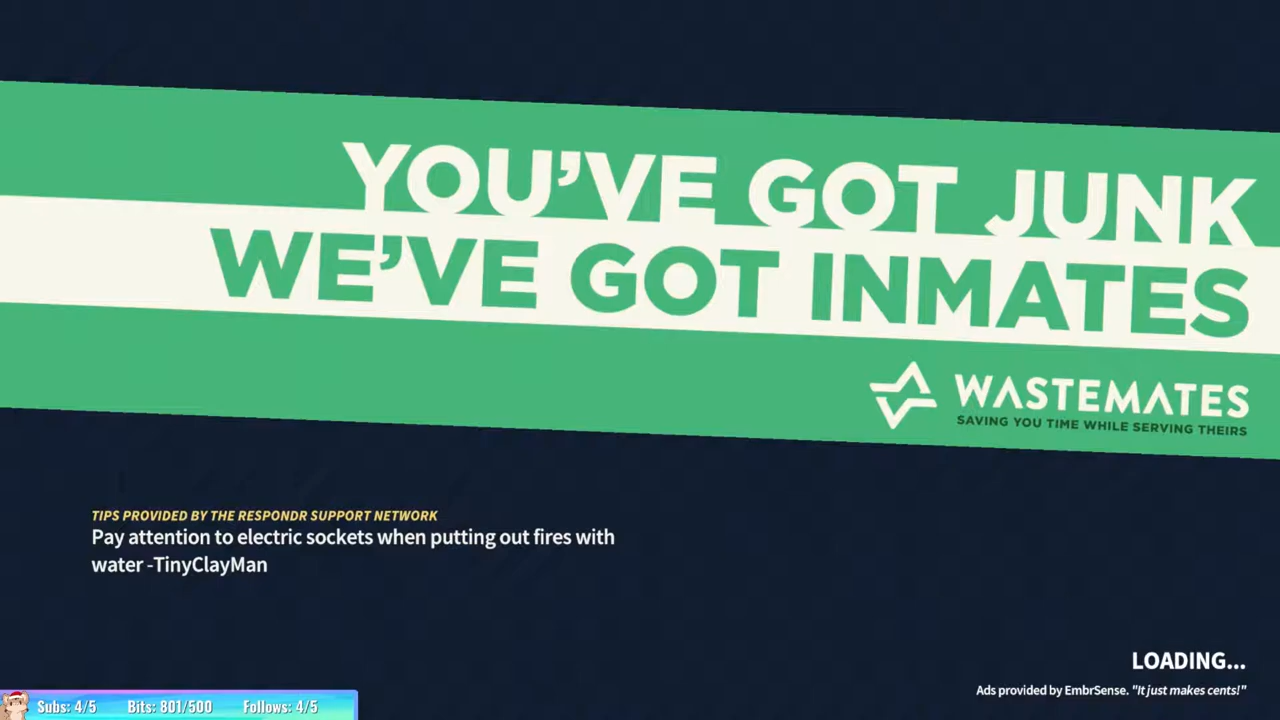 YOU'VE GOT JUNK
WE'VE GOT INMATES
WASTEMATES
SAVING YOU TIME WHILE SERVING THEIRS
TIPS PROVIDED BY THE RESPONDR SUPPORT NETWORK
Pay attention to electric sockets when putting out fires with
water -TinyClayMan
LOADING...
Ads provided by EmbrSense. "It just makes cents!"
Subs: 4/5 Bits: 801/500 Follows: 4/5